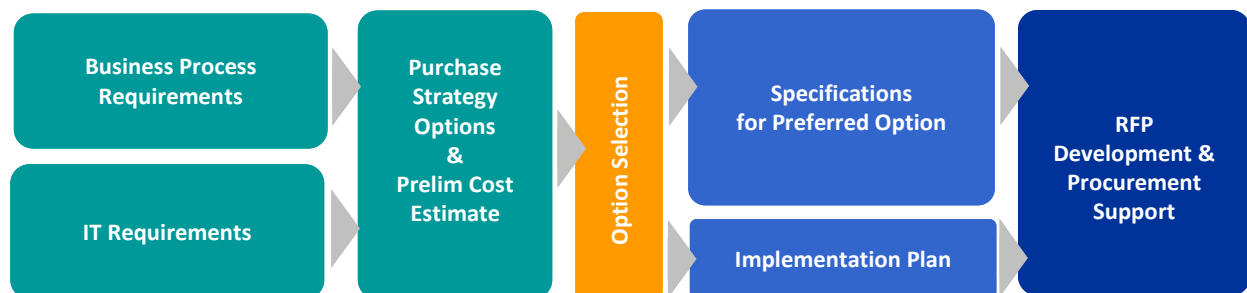 Business Process
Requirements
IT Requirements
Purchase
Strategy
Options
&
Prelim Cost
Estimate
Option Selection
Specifications
for Preferred Option
Implementation Plan
RFP
Development &
Procurement
Support